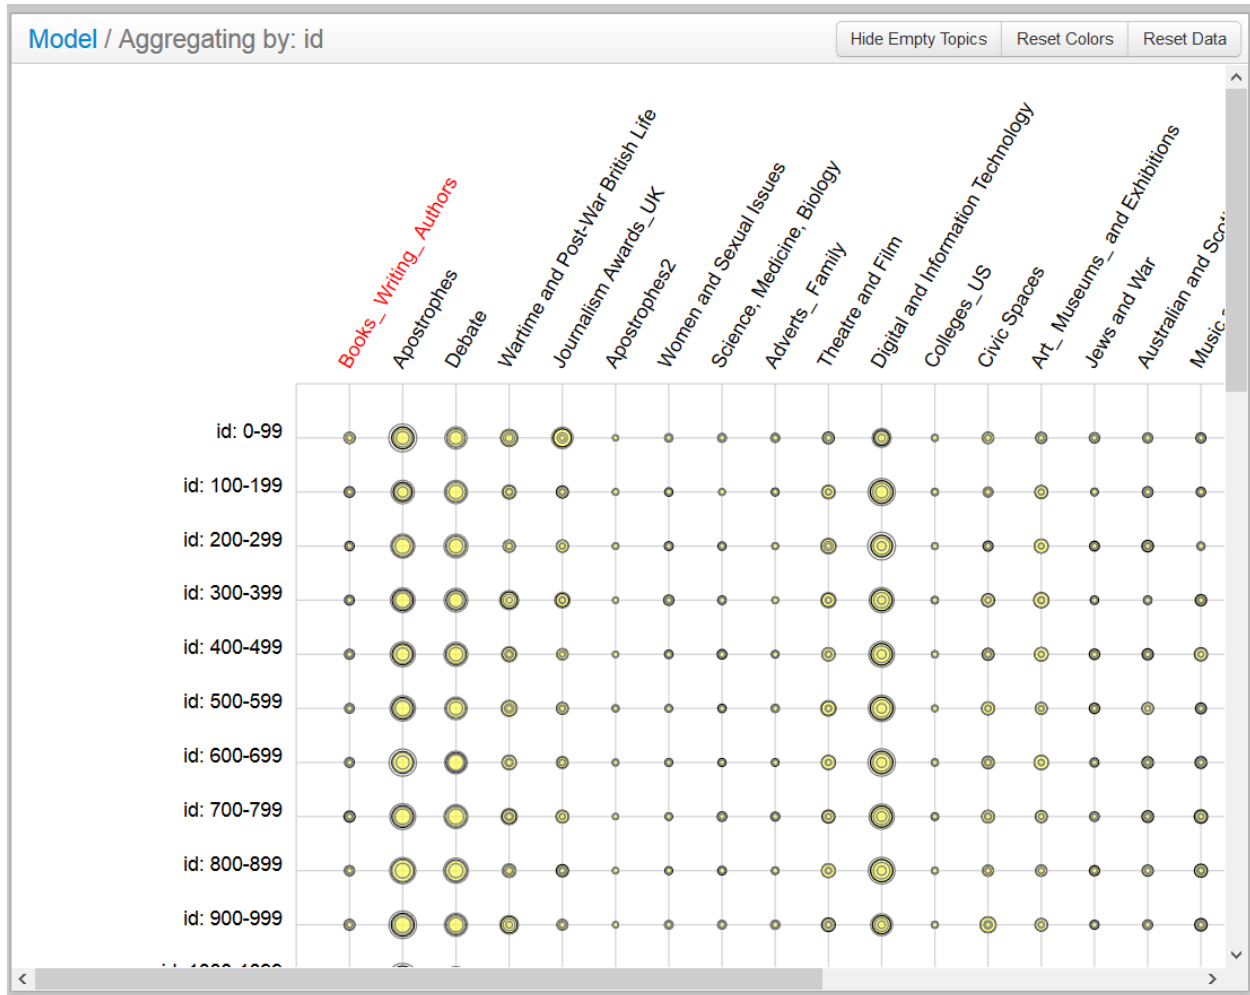 Model / Aggregating by: id
Hide Empty Topics
Reset Colors
Reset Data
Books_ Writing_ Authors
Apostrophes
Debate
Wartime and Post-War British Life
Journalism Awards_UK
Apostrophes2
Women and Sexual Issues
Science, Medicine, Biology
Adverts_ Family
Theatre and Film
Digital and Information Technology
Colleges_US
Civic Spaces
Art_ Museums_ and Exhibitions
Jews and War
Australian and
Music
id: 0-99
id: 100-199
id: 200-299
id: 300-399
id: 400-499
id: 500-599
id: 600-699
id: 700-799
id: 800-899
id: 900-999